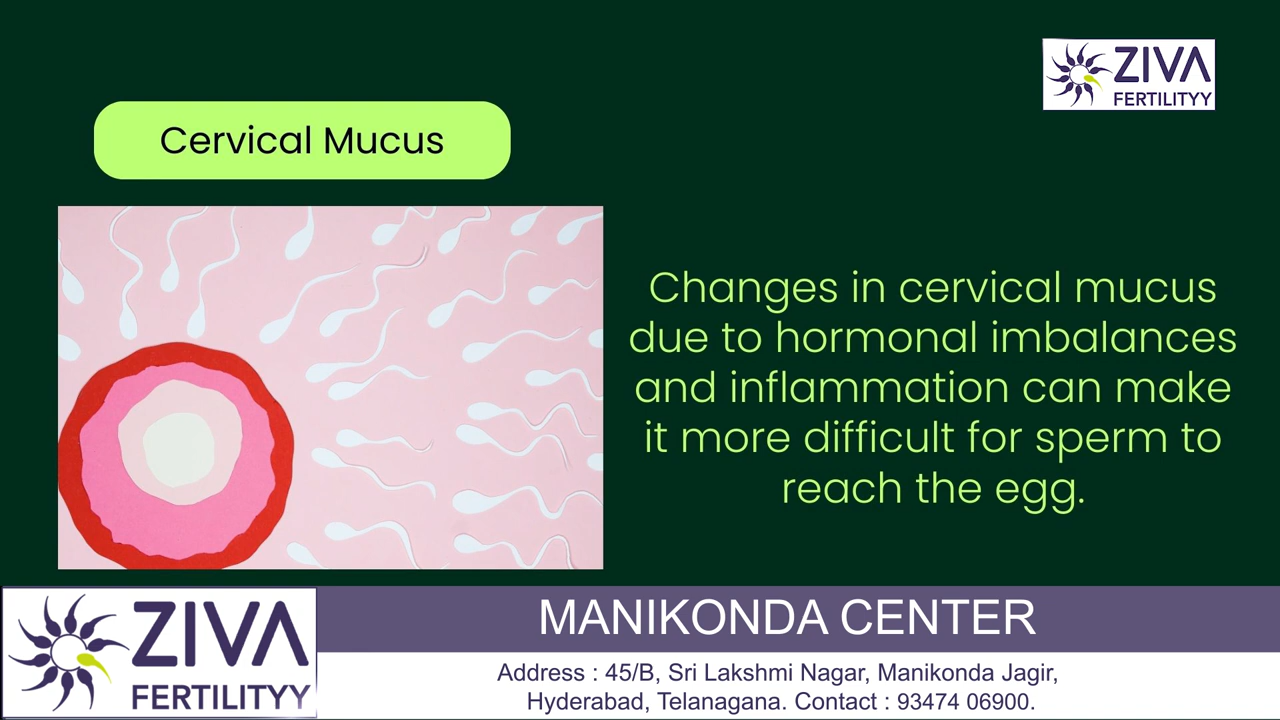 ZIVA
FERTILITYY
Cervical Mucus
Changes in cervical mucus
due to hormonal imbalances
and inflammation can make
it more difficult for sperm to
reach the egg.
ZIVA
FERTILITYY
MANIKONDA CENTER
Address : 45/B, Sri Lakshmi Nagar, Manikonda Jagir,
Hyderabad, Telanagana. Contact : 93474 06900.